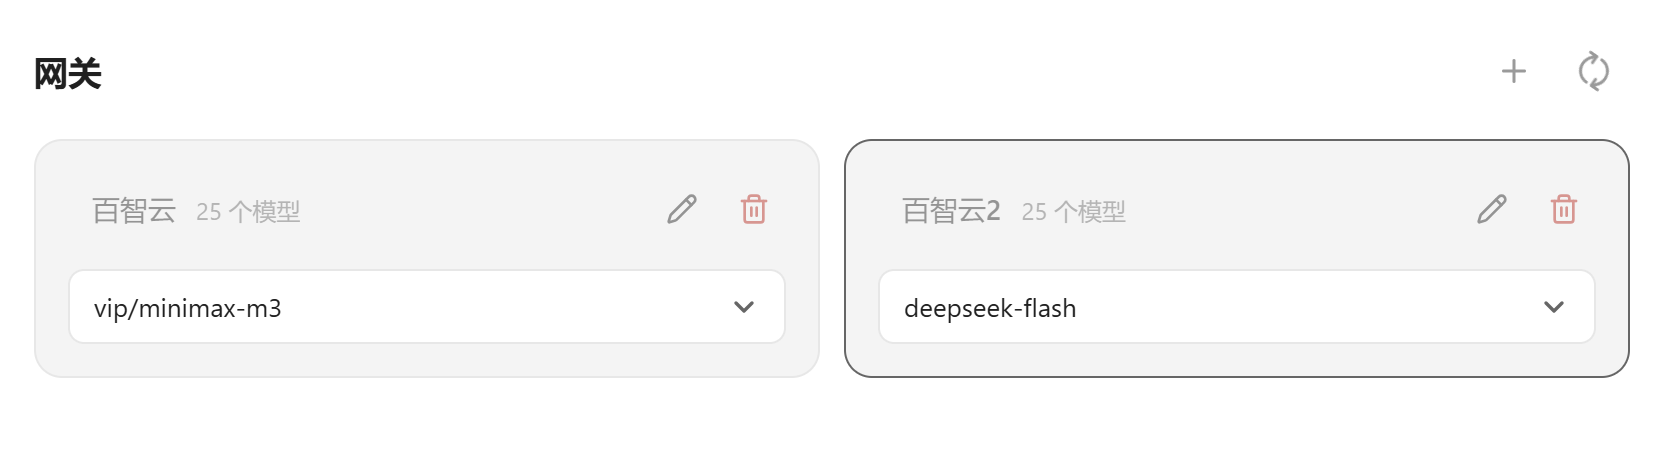 网关
百智云 25 个模型
vip/minimax-m3
百智云2 25 个模型
deepseek-flash